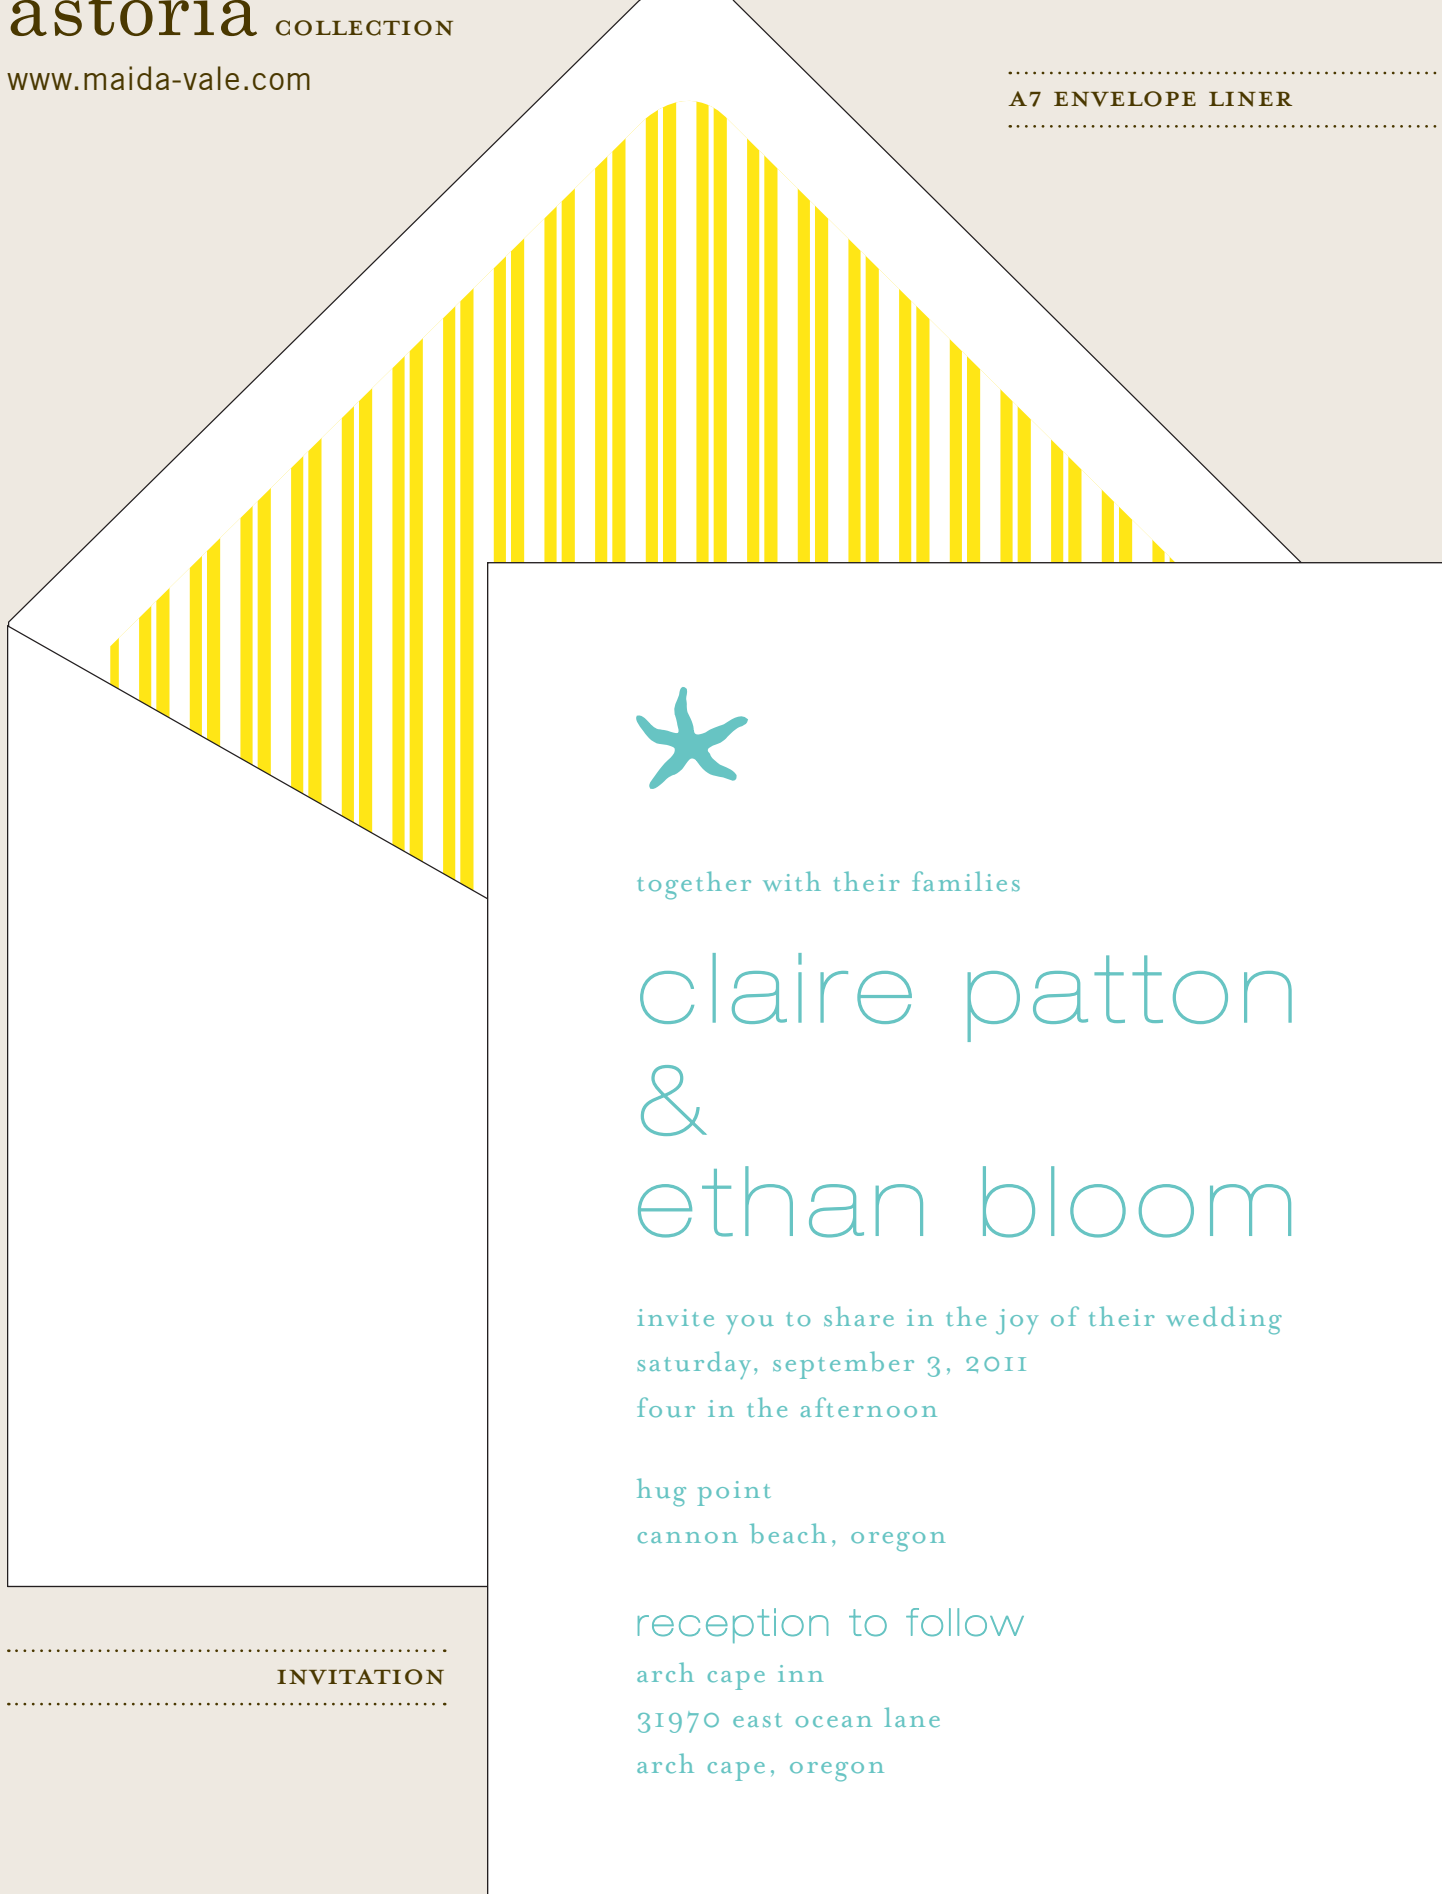 astoria COLLECTION
www.maida-vale.com
A7 ENVELOPE LINER
together with their families
claire patton
&
ethan bloom
invite you to share in the joy of their wedding
saturday, september 3, 2011
four in the afternoon
hug point
cannon beach, oregon
reception to follow
arch cape inn
31970 east ocean lane
arch cape, oregon
INVITATION